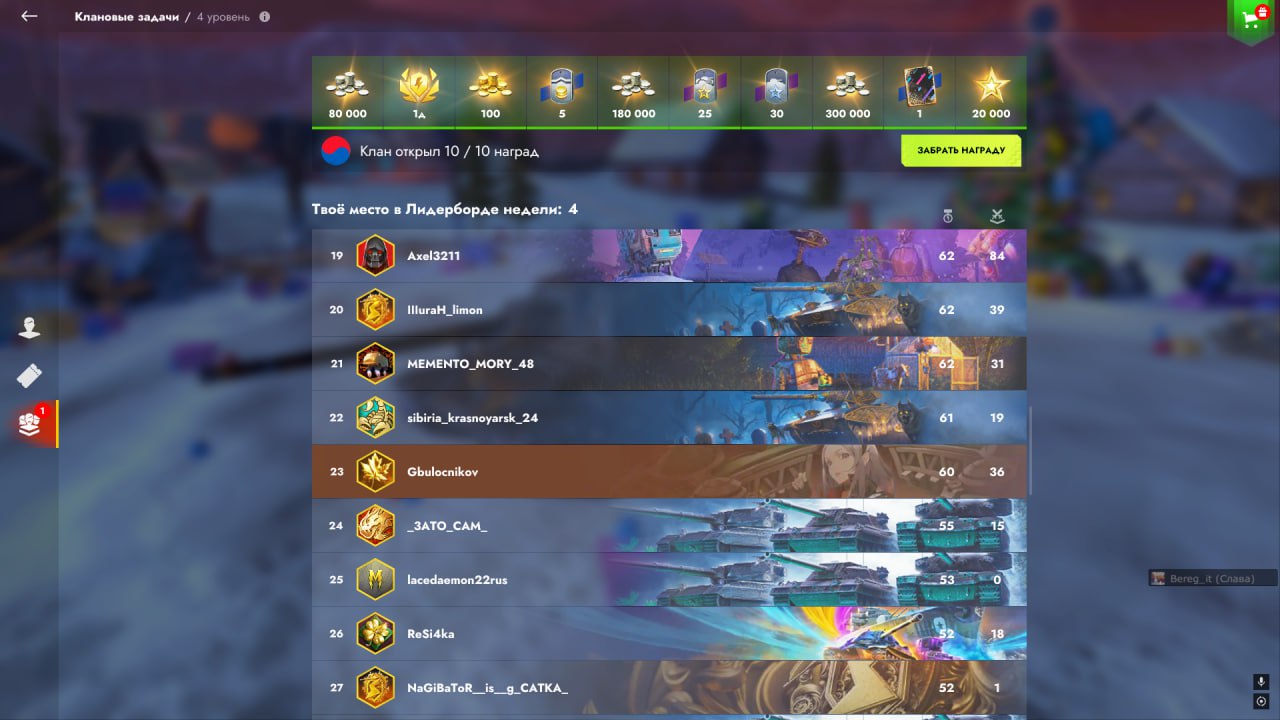 Клановые задачи / 4 уровень
80 000 1д 100 5 180 000 25 30 300 000 1 20 000
Клан открыл 10 / 10 наград
ЗАБРАТЬ НАГРАДУ
Твоё место в Лидерборде недели: 4
19 Axel3211 62 84
20 IlluraH_limon 62 39
21 MEMENTO_MORY_48 62 31
1
22 sibiria_krasnoyarsk_24 61 19
23 Gbulocnikov 60 36
24 _3ATO_CAM_ 55 15
25 lacedaemon22rus 53 0
Bereg_it (Слава)
26 ReSi4ka 52 18
27 NaGiBaToR__is__g_CATKA_ 52 1